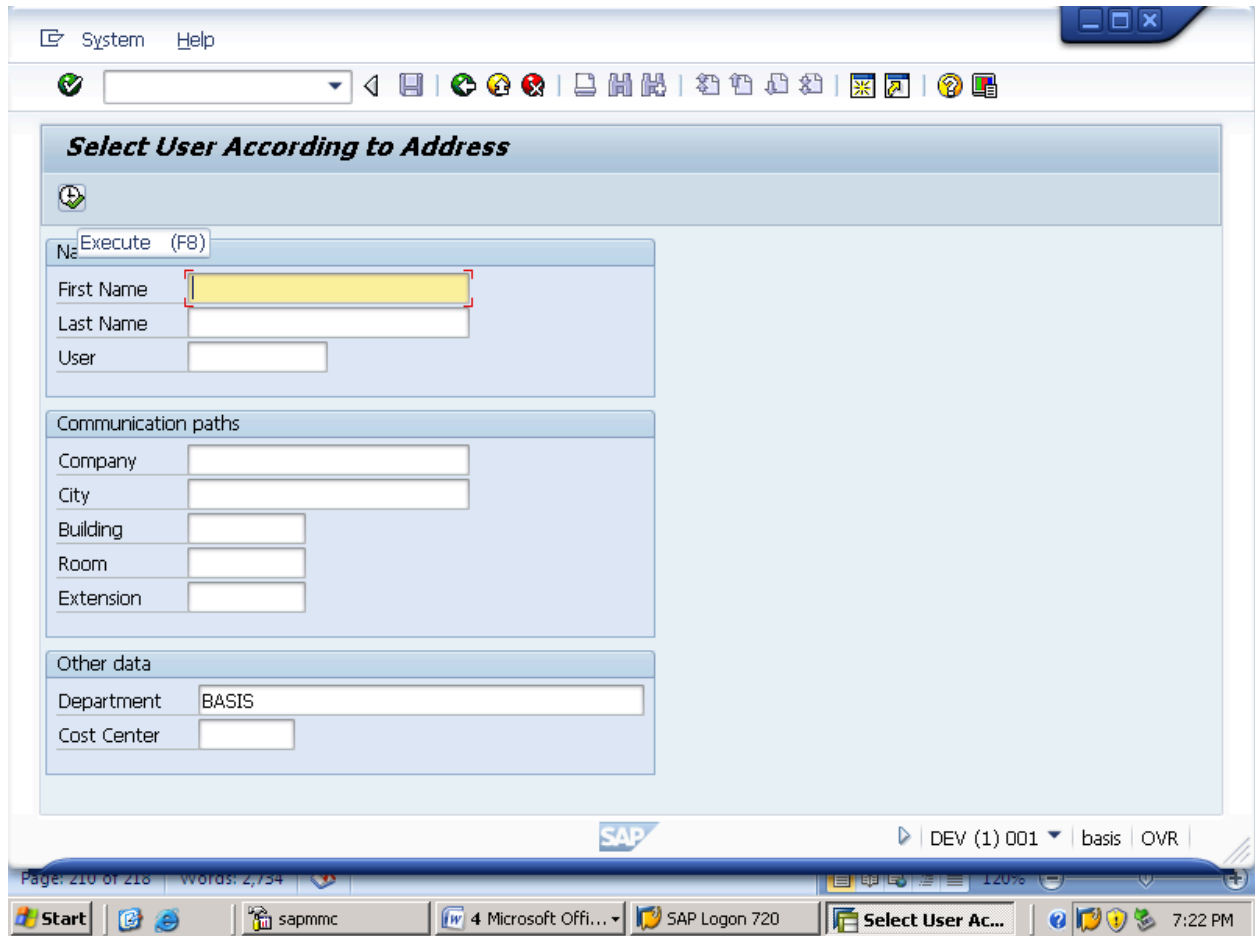 System Help
Select User According to Address
Execute (F8)
Na
First Name
Last Name
User
Communication paths
Company
City
Building
Room
Extension
Other data
Department BASIS
Cost Center
SAP DEV (1) 001 basis OVR
Page: 210 of 218 Words: 2,734 120%
Start sapmmc 4 Microsoft Offi... SAP Logon 720 Select User Ac... 7:22 PM